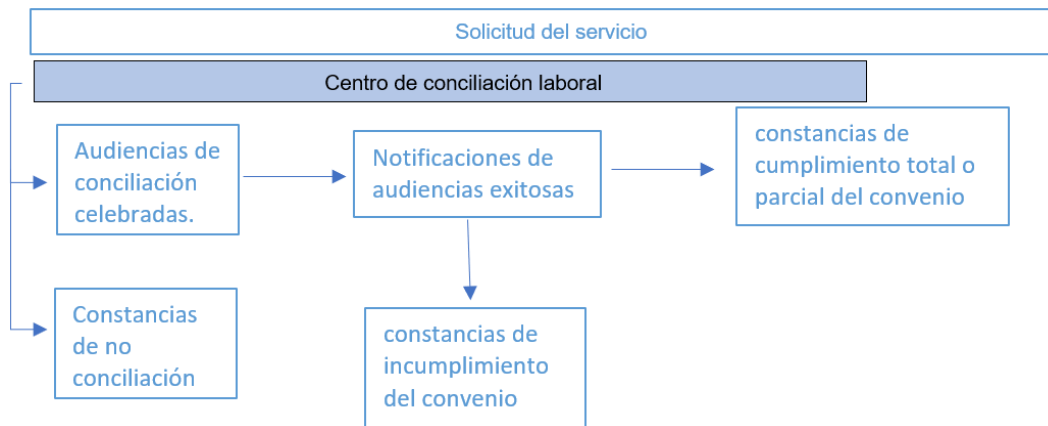 Solicitud del servicio
Centro de conciliación laboral
Audiencias de
conciliación
celebradas.
Notificaciones de
audiencias exitosas
constancias de
cumplimiento total o
parcial del convenio
Constancias
de no
conciliación
constancias de
incumplimiento
del convenio